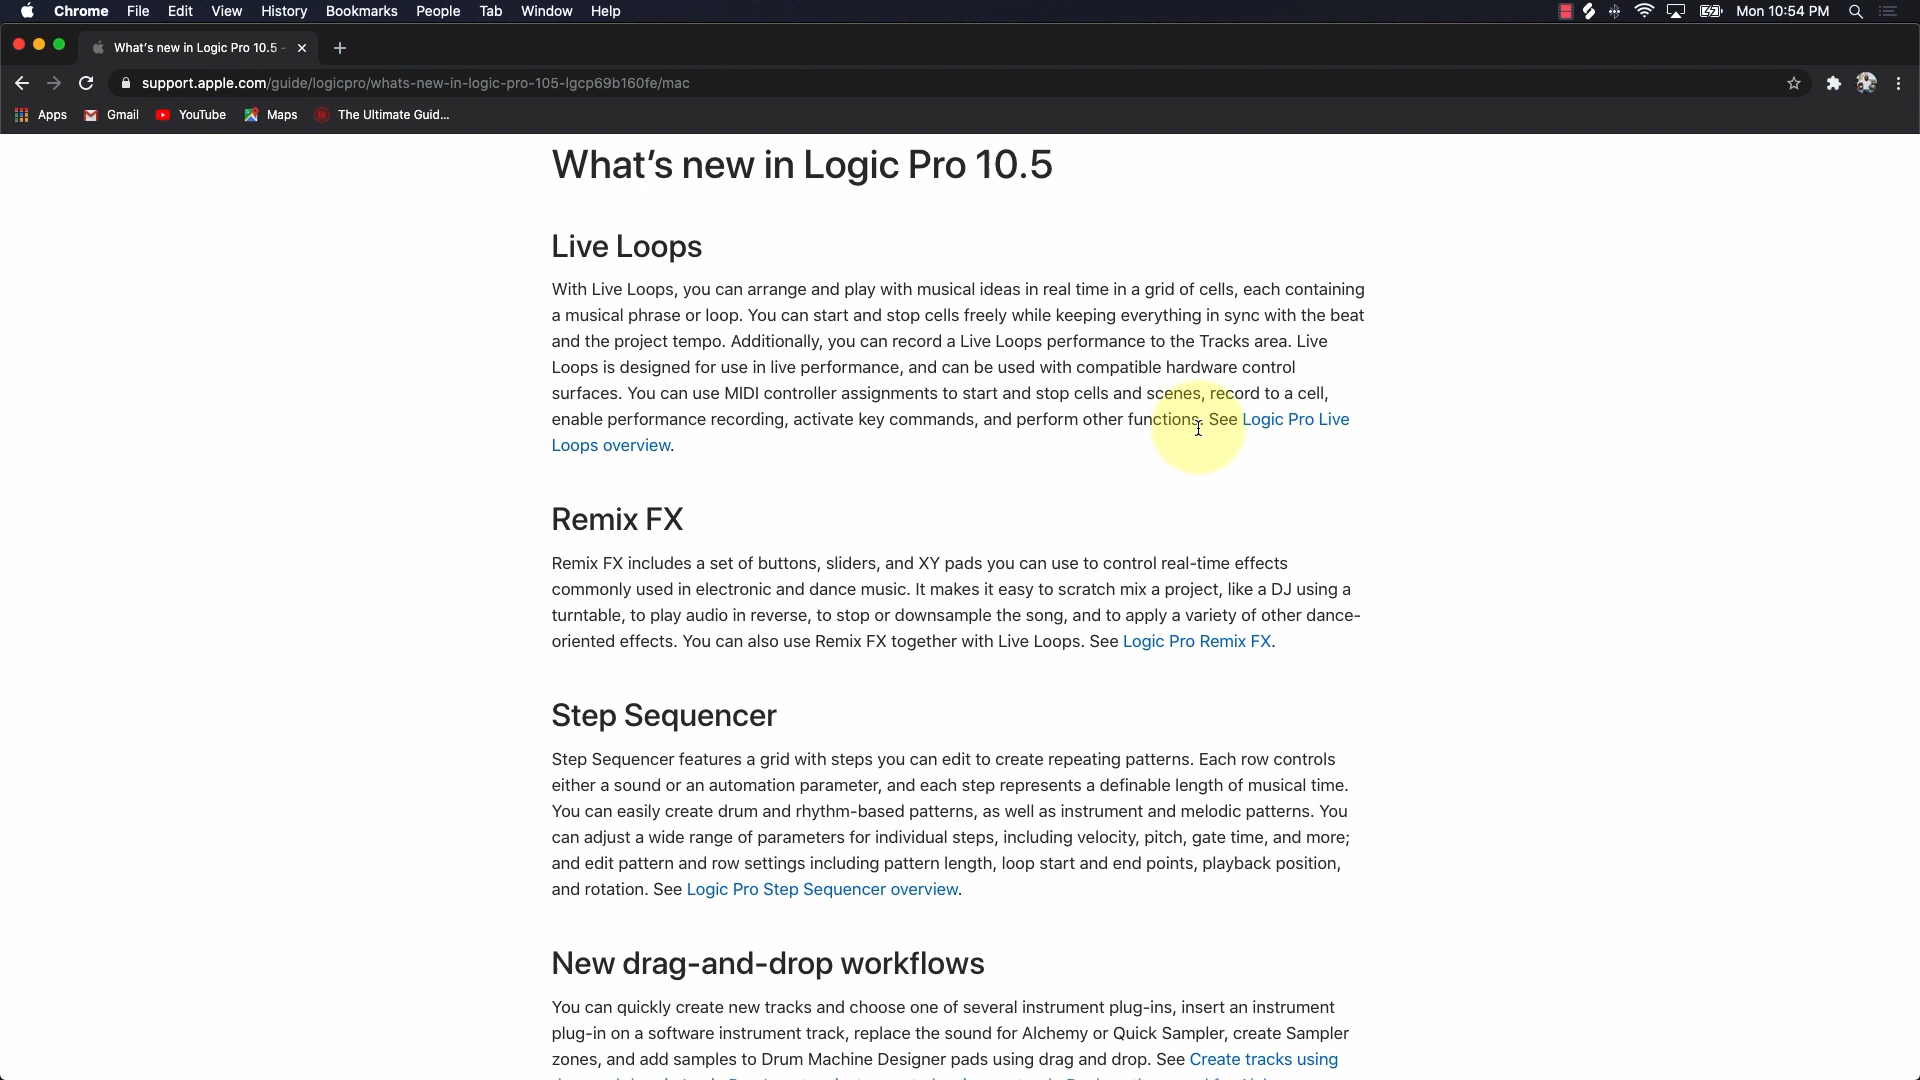 Chrome File Edit View History Bookmarks People Tab Window Help Mon 10:54 PM
What's new in Logic Pro 10.5 -
support.apple.com/guide/logicpro/whats-new-in-logic-pro-105-lgcp69b160fe/mac
Apps Gmail YouTube Maps The Ultimate Guid...
What's new in Logic Pro 10.5
Live Loops
With Live Loops, you can arrange and play with musical ideas in real time in a grid of cells, each containing
a musical phrase or loop. You can start and stop cells freely while keeping everything in sync with the beat
and the project tempo. Additionally, you can record a Live Loops performance to the Tracks area. Live
Loops is designed for use in live performance, and can be used with compatible hardware control
surfaces. You can use MIDI controller assignments to start and stop cells and scenes, record to a cell,
enable performance recording, activate key commands, and perform other functions. See Logic Pro Live
Loops overview.
Remix FX
Remix FX includes a set of buttons, sliders, and XY pads you can use to control real-time effects
commonly used in electronic and dance music. It makes it easy to scratch mix a project, like a DJ using a
turntable, to play audio in reverse, to stop or downsample the song, and to apply a variety of other dance-
oriented effects. You can also use Remix FX together with Live Loops. See Logic Pro Remix FX.
Step Sequencer
Step Sequencer features a grid with steps you can edit to create repeating patterns. Each row controls
either a sound or an automation parameter, and each step represents a definable length of musical time.
You can easily create drum and rhythm-based patterns, as well as instrument and melodic patterns. You
can adjust a wide range of parameters for individual steps, including velocity, pitch, gate time, and more;
and edit pattern and row settings including pattern length, loop start and end points, playback position,
and rotation. See Logic Pro Step Sequencer overview.
New drag-and-drop workflows
You can quickly create new tracks and choose one of several instrument plug-ins, insert an instrument
plug-in on a software instrument track, replace the sound for Alchemy or Quick Sampler, create Sampler
zones, and add samples to Drum Machine Designer pads using drag and drop. See Create tracks using